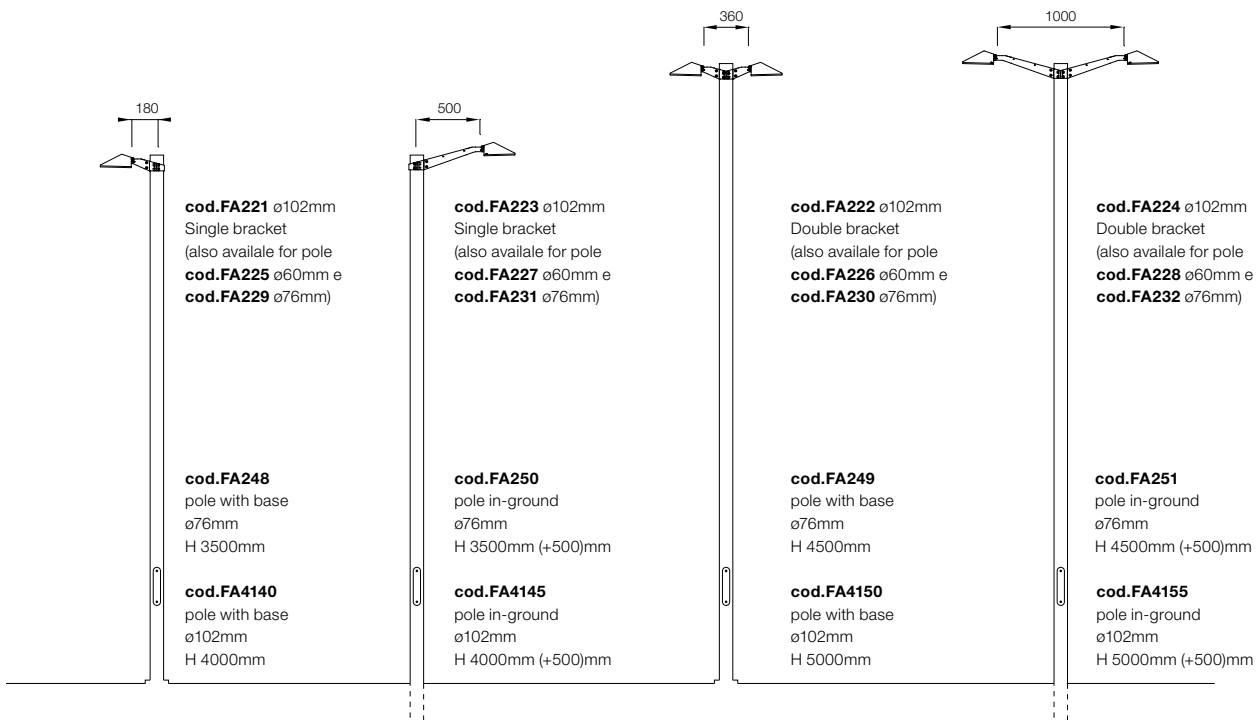 180
500
360
1000
cod.FA221 ø102mm
Single bracket
(also availale for pole
cod.FA225 ø60mm e
cod.FA229 ø76mm)
cod.FA223 ø102mm
Single bracket
(also availale for pole
cod.FA227 ø60mm e
cod.FA231 ø76mm)
cod.FA222 ø102mm
Double bracket
(also availale for pole
cod.FA226 ø60mm e
cod.FA230 ø76mm)
cod.FA224 ø102mm
Double bracket
(also availale for pole
cod.FA228 ø60mm e
cod.FA232 ø76mm)
cod.FA248
pole with base
ø76mm
H 3500mm
cod.FA250
pole in-ground
ø76mm
H 3500mm (+500)mm
cod.FA249
pole with base
ø76mm
H 4500mm
cod.FA251
pole in-ground
ø76mm
H 4500mm (+500)mm
cod.FA4140
pole with base
ø102mm
H 4000mm
cod.FA4145
pole in-ground
ø102mm
H 4000mm (+500)mm
cod.FA4150
pole with base
ø102mm
H 5000mm
cod.FA4155
pole in-ground
ø102mm
H 5000mm (+500)mm